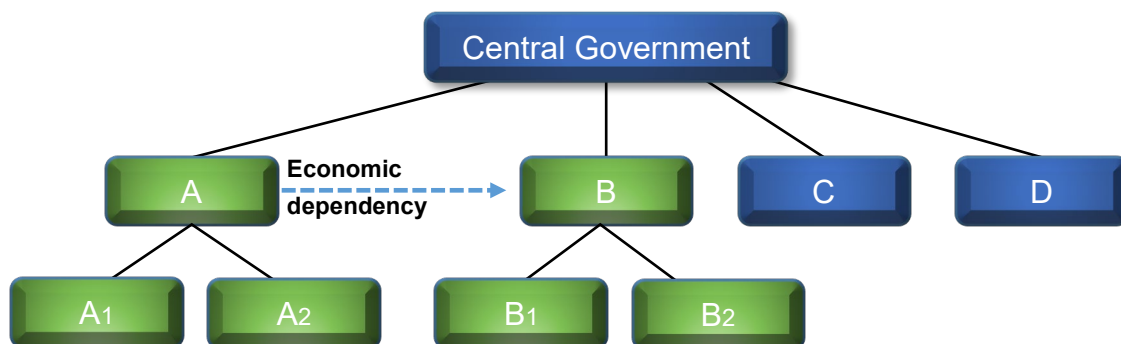 Central Government
A
Economic
dependency
B
C
D
A1
A2
B1
B2